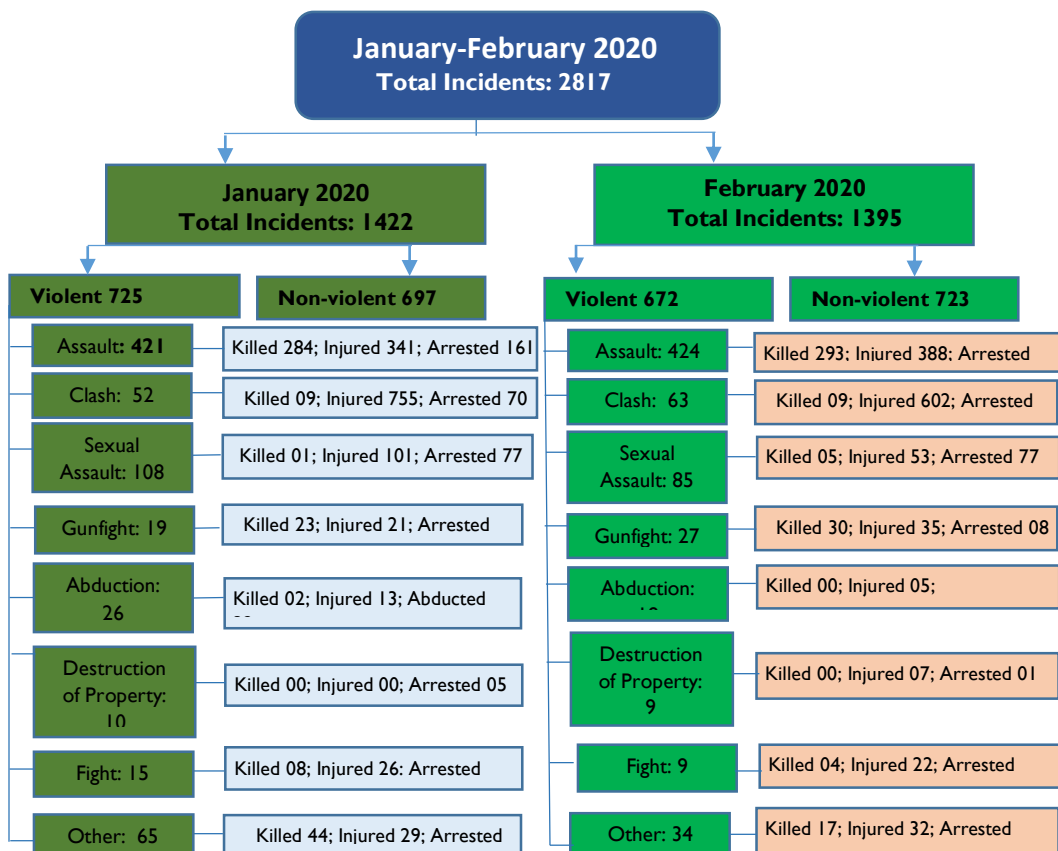 January-February 2020
Total Incidents: 2817
January 2020
Total Incidents: 1422
February 2020
Total Incidents: 1395
Violent 725
Non-violent 697
Violent 672
Non-violent 723
Assault: 421
Killed 284; Injured 341; Arrested 161
Clash: 52
Killed 09; Injured 755; Arrested 70
Sexual
Assault: 108
Killed 01; Injured 101; Arrested 77
Gunfight: 19
Killed 23; Injured 21; Arrested
Abduction:
26
Killed 02; Injured 13; Abducted
Destruction
of Property:
10
Killed 00; Injured 00; Arrested 05
Fight: 15
Killed 08; Injured 26: Arrested
Other: 65
Killed 44; Injured 29; Arrested
Assault: 424
Killed 293; Injured 388; Arrested
Clash: 63
Killed 09; Injured 602; Arrested
Sexual
Assault: 85
Killed 05; Injured 53; Arrested 77
Gunfight: 27
Killed 30; Injured 35; Arrested 08
Abduction:
Killed 00; Injured 05;
Destruction
of Property:
9
Killed 00; Injured 07; Arrested 01
Fight: 9
Killed 04; Injured 22; Arrested
Other: 34
Killed 17; Injured 32; Arrested